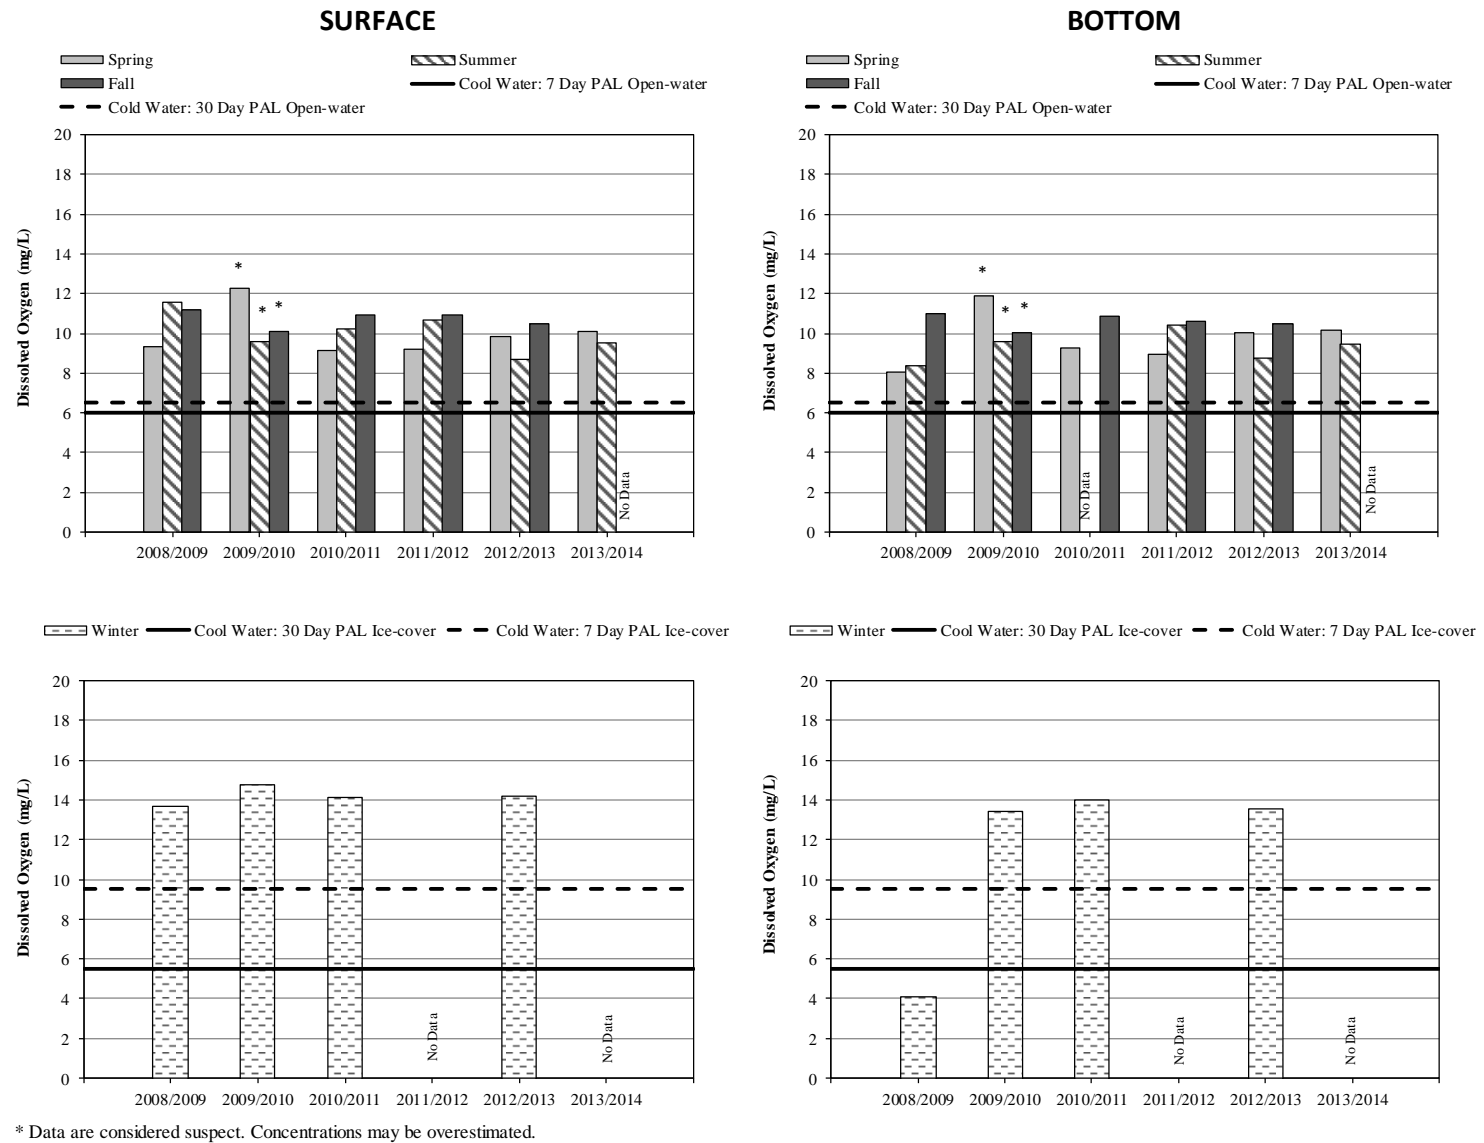 SURFACE
Spring
Summer
Fall
Cool Water: 7 Day PAL Open-water
Cold Water: 30 Day PAL Open-water
Dissolved Oxygen (mg/L)
20
18
16
14
12
10
8
6
4
2
0
*
*
*
No Data
2008/2009 2009/2010 2010/2011 2011/2012 2012/2013 2013/2014
BOTTOM
Spring
Summer
Fall
Cool Water: 7 Day PAL Open-water
Cold Water: 30 Day PAL Open-water
Dissolved Oxygen (mg/L)
20
18
16
14
12
10
8
6
4
2
0
*
*
*
No Data
No Data
2008/2009 2009/2010 2010/2011 2011/2012 2012/2013 2013/2014
Winter Cool Water: 30 Day PAL Ice-cover Cold Water: 7 Day PAL Ice-cover
Dissolved Oxygen (mg/L)
20
18
16
14
12
10
8
6
4
2
0
No Data
No Data
2008/2009 2009/2010 2010/2011 2011/2012 2012/2013 2013/2014
Winter Cool Water: 30 Day PAL Ice-cover Cold Water: 7 Day PAL Ice-cover
Dissolved Oxygen (mg/L)
20
18
16
14
12
10
8
6
4
2
0
No Data
No Data
2008/2009 2009/2010 2010/2011 2011/2012 2012/2013 2013/2014
* Data are considered suspect. Concentrations may be overestimated.